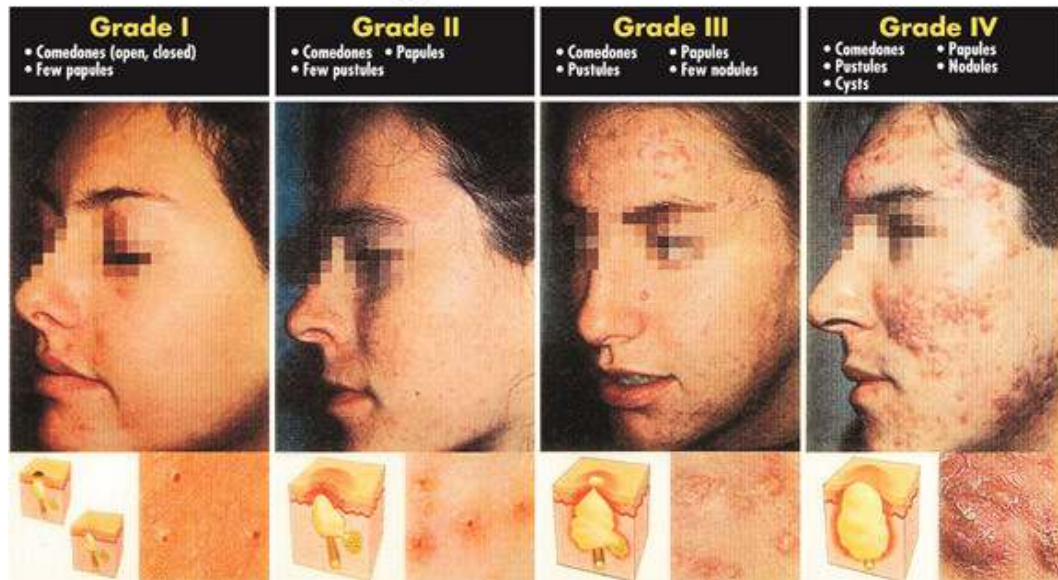 Grade I
• Comedones (open, closed)
• Few papules
Grade II
• Comedones • Papules
• Few pustules
Grade III
• Comedones • Papules
• Pustules • Few nodules
Grade IV
• Comedones • Papules
• Pustules • Nodules
• Cysts